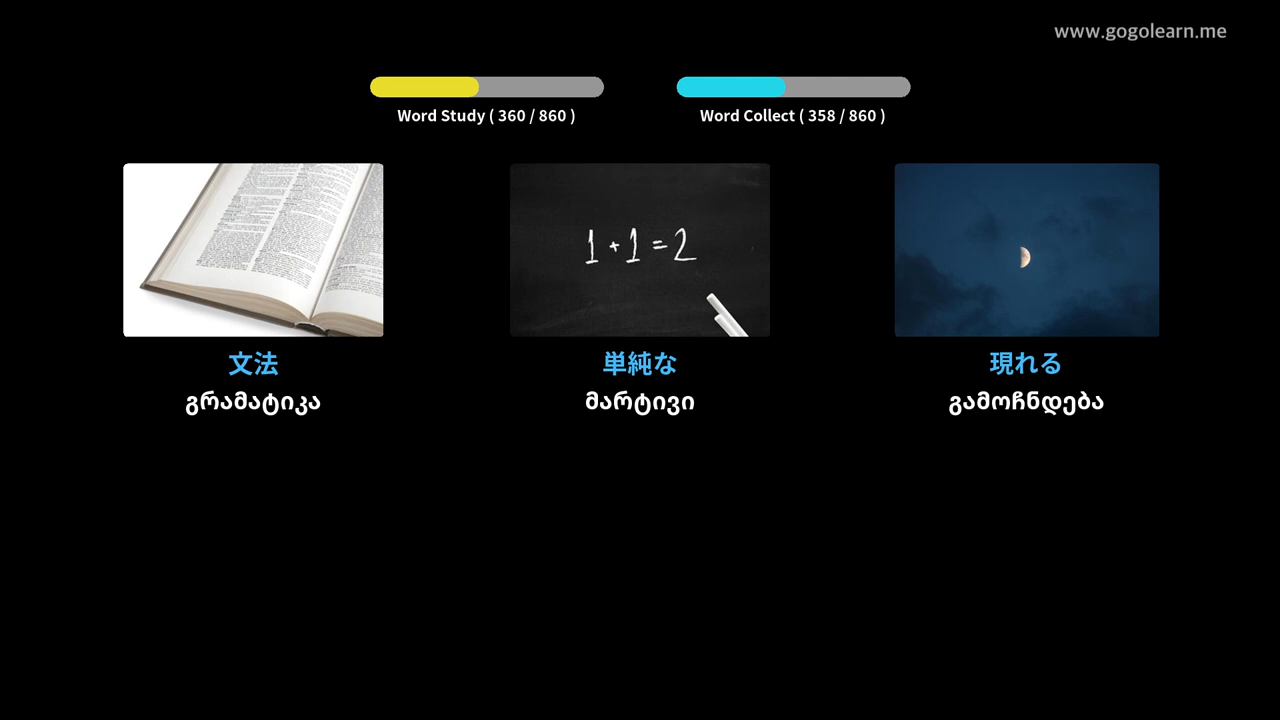 www.gogolearn.me
Word Study ( 360 / 860 )
Word Collect ( 358 / 860 )
1 + 1 = 2
文法
単純な
現れる
გრამატიკა
მარტივი
გამოჩნდება